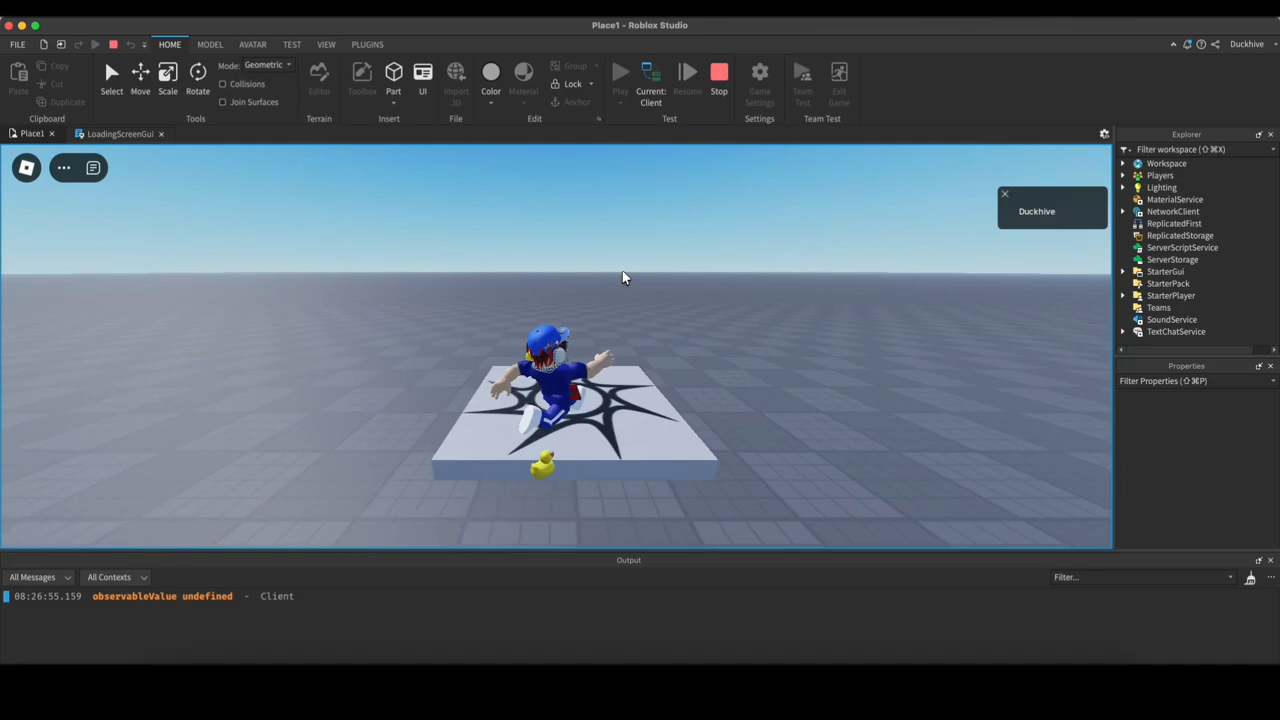 Place1 - Roblox Studio
FILE HOME MODEL AVATAR TEST VIEW PLUGINS Duckhive
Paste Copy Cut Duplicate Clipboard
Select Move Scale Rotate Mode: Geometric Collisions Join Surfaces Tools
Editor Terrain
Toolbox Part UI Insert
Import 3D File
Color Material Group Lock Anchor Edit
Play Current: Client Resume Stop Test
Game Settings Settings
Team Test Exit Game Team Test
Place1 LoadingScreenGui
Duckhive
Explorer
Filter workspace (⇧⌘X)
Workspace
Players
Lighting
MaterialService
NetworkClient
ReplicatedFirst
ReplicatedStorage
ServerScriptService
ServerStorage
StarterGui
StarterPack
StarterPlayer
Teams
SoundService
TextChatService
Properties
Filter Properties (⇧⌘P)
Output
All Messages All Contexts Filter...
08:26:55.159 observableValue undefined - Client